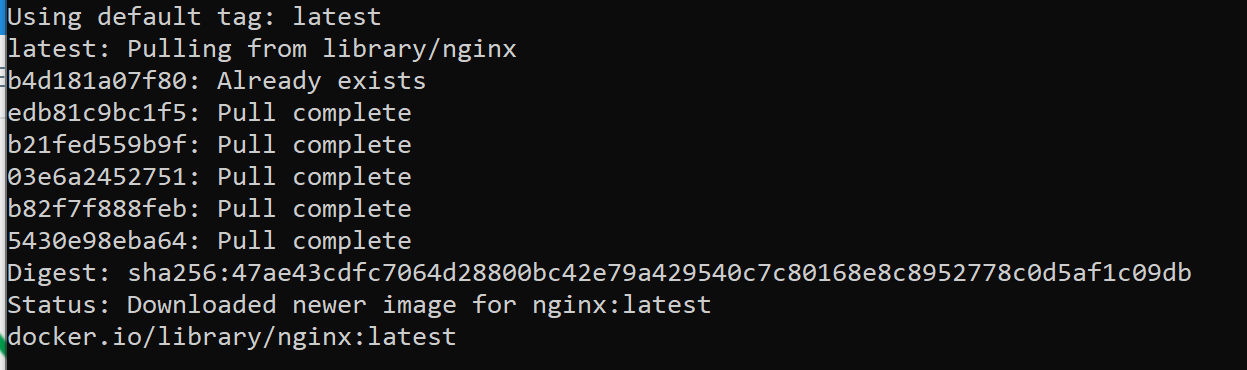 Using default tag: latest
latest: Pulling from library/nginx
b4d181a07f80: Already exists
edb81c9bc1f5: Pull complete
b21fed559b9f: Pull complete
03e6a2452751: Pull complete
b82f7f888feb: Pull complete
5430e98eba64: Pull complete
Digest: sha256:47ae43cdfc7064d28800bc42e79a429540c7c80168e8c8952778c0d5af1c09db
Status: Downloaded newer image for nginx:latest
docker.io/library/nginx:latest